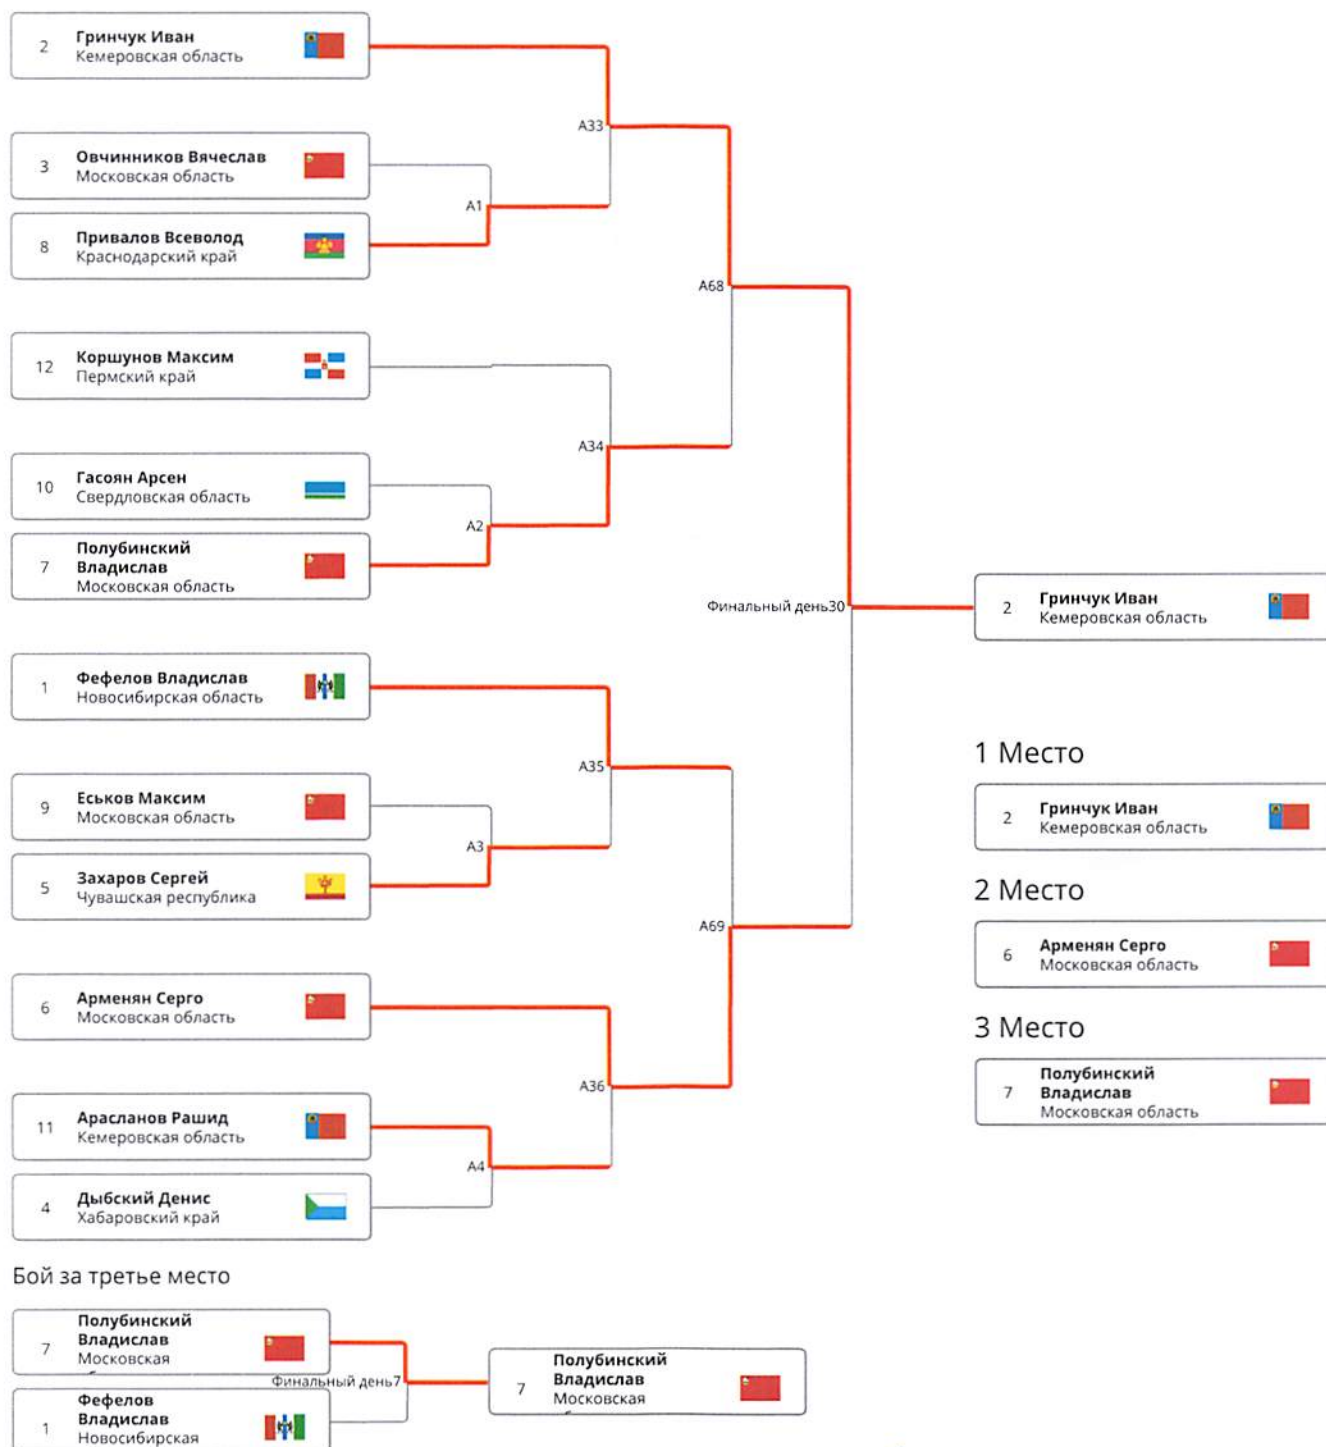 2
Гринчук Иван
Кемеровская область
A33
3
Овчинников Вячеслав
Московская область
A1
8
Привалов Всеволод
Краснодарский край
A68
12
Коршунов Максим
Пермский край
A34
10
Гасоян Арсен
Свердловская область
A2
7
Полубинский
Владислав
Московская область
Финальный день30
2
Гринчук Иван
Кемеровская область
1
Фефелов Владислав
Новосибирская область
A35
9
Еськов Максим
Московская область
A3
5
Захаров Сергей
Чувашская республика
A69
6
Арменян Серго
Московская область
A36
11
Арасланов Рашид
Кемеровская область
A4
4
Дыбский Денис
Хабаровский край
1 Место
2
Гринчук Иван
Кемеровская область
2 Место
6
Арменян Серго
Московская область
3 Место
7
Полубинский
Владислав
Московская область
Бой за третье место
7
Полубинский
Владислав
Московская
Финальный день7
1
Фефелов
Владислав
Новосибирская
7
Полубинский
Владислав
Московская